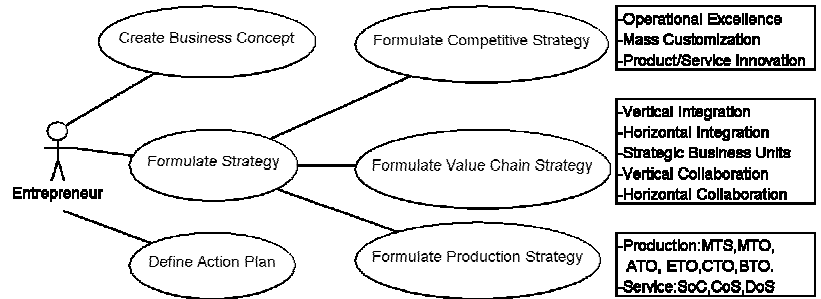 Create Business Concept
Formulate Competitive Strategy
-Operational Excellence
-Mass Customization
-Product/Service Innovation
Entrepreneur
Formulate Strategy
Formulate Value Chain Strategy
-Vertical Integration
-Horizontal Integration
-Strategic Business Units
-Vertical Collaboration
-Horizontal Collaboration
Define Action Plan
Formulate Production Strategy
-Production:MTS,MTO,
ATO, ETO,CTO,BTO.
-Service:SoC,CoS,DoS